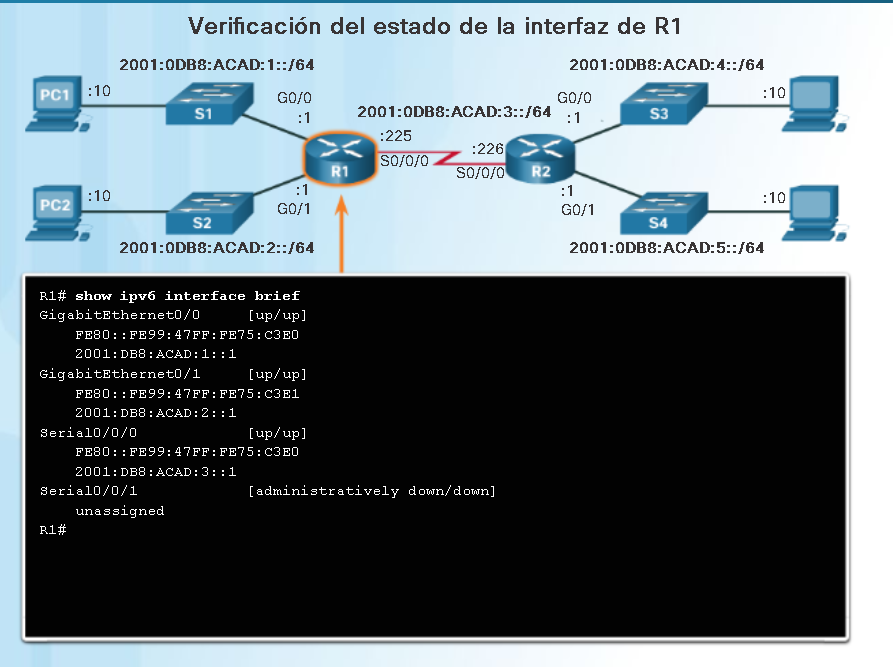 Verificación del estado de la interfaz de R1
2001:0DB8:ACAD:1::/64
2001:0DB8:ACAD:4::/64
PC1
:10
S1
G0/0
:1
2001:0DB8:ACAD:3::/64
G0/0
:1
S3
:10
:225
S0/0/0
R1
:226
S0/0/0
R2
PC2
:10
S2
:1
G0/1
:1
G0/1
S4
:10
2001:0DB8:ACAD:2::/64
2001:0DB8:ACAD:5::/64
R1# show ipv6 interface brief
GigabitEthernet0/0 [up/up]
FE80::FE99:47FF:FE75:C3E0
2001:DB8:ACAD:1::1
GigabitEthernet0/1 [up/up]
FE80::FE99:47FF:FE75:C3E1
2001:DB8:ACAD:2::1
Serial0/0/0 [up/up]
FE80::FE99:47FF:FE75:C3E0
2001:DB8:ACAD:3::1
Serial0/0/1 [administratively down/down]
unassigned
R1#